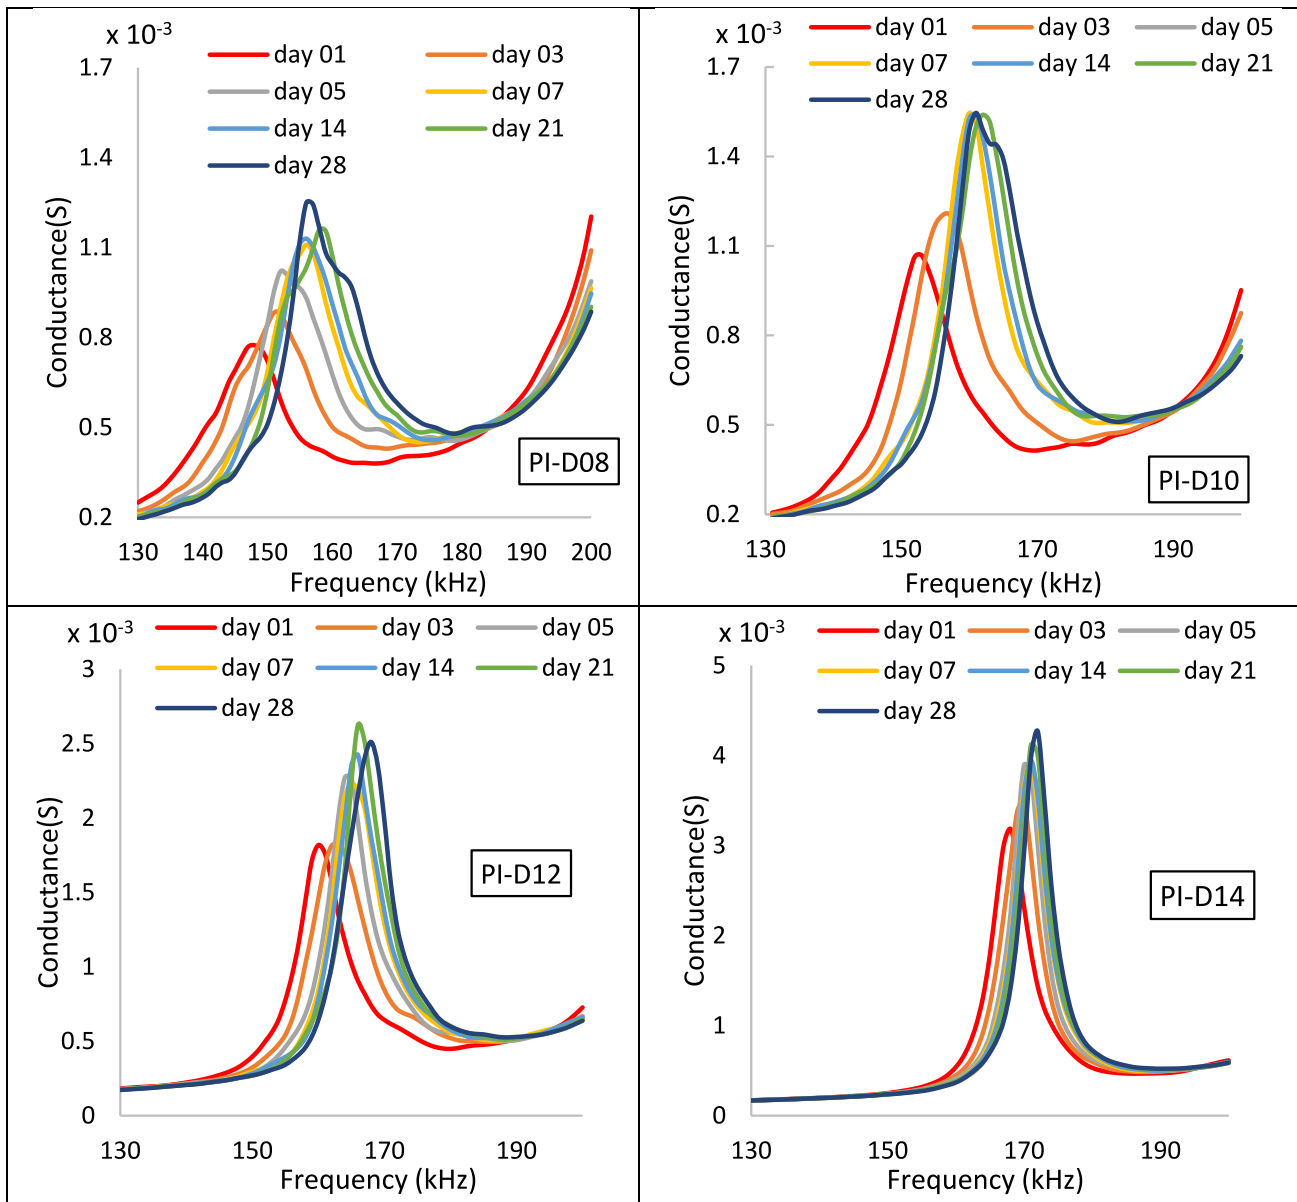 x 10-3
day 01 day 03
day 05 day 07
day 14 day 21
day 28
1.7
1.4
1.1
0.8
0.5
0.2
Conductance(S)
PI-D08
130 140 150 160 170 180 190 200
Frequency (kHz)
x 10-3
day 01 day 03 day 05
day 07 day 14 day 21
day 28
1.7
1.4
1.1
0.8
0.5
0.2
Conductance(S)
PI-D10
130 150 170 190
Frequency (kHz)
x 10-3
day 01 day 03 day 05
day 07 day 14 day 21
day 28
3
2.5
2
1.5
1
0.5
0
Conductance(S)
PI-D12
130 150 170 190
Frequency (kHz)
x 10-3
day 01 day 03 day 05
day 07 day 14 day 21
day 28
5
4
3
2
1
0
Conductance(S)
PI-D14
130 150 170 190
Frequency (kHz)